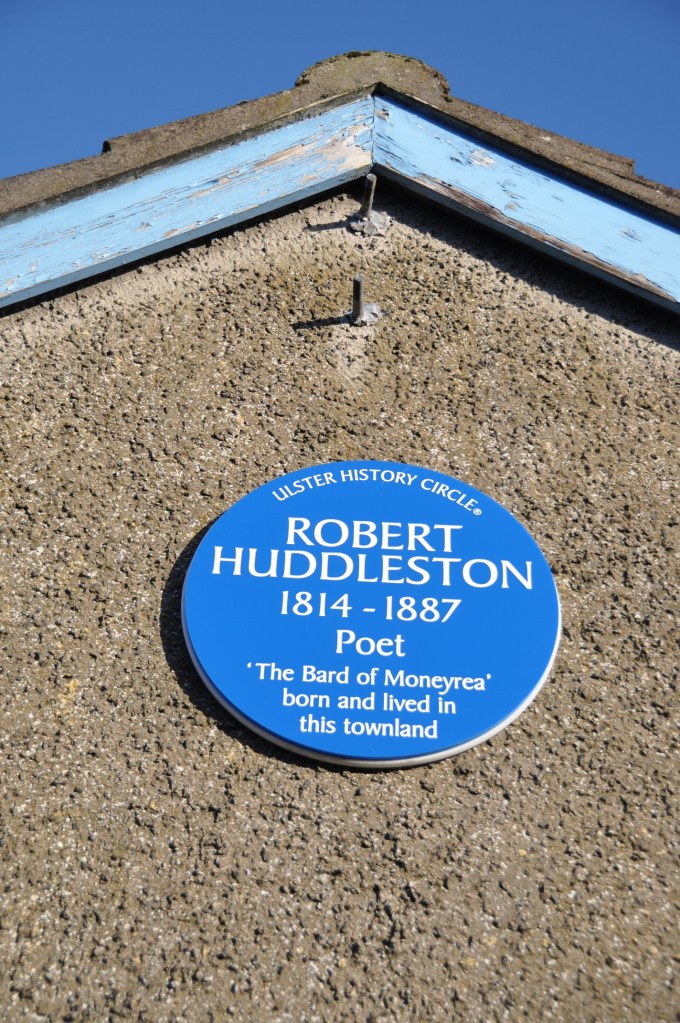 ULSTER HISTORY CIRCLE®
ROBERT
HUDDLESTON
1814 - 1887
Poet
'The Bard of Moneyrea'
born and lived in
this townland